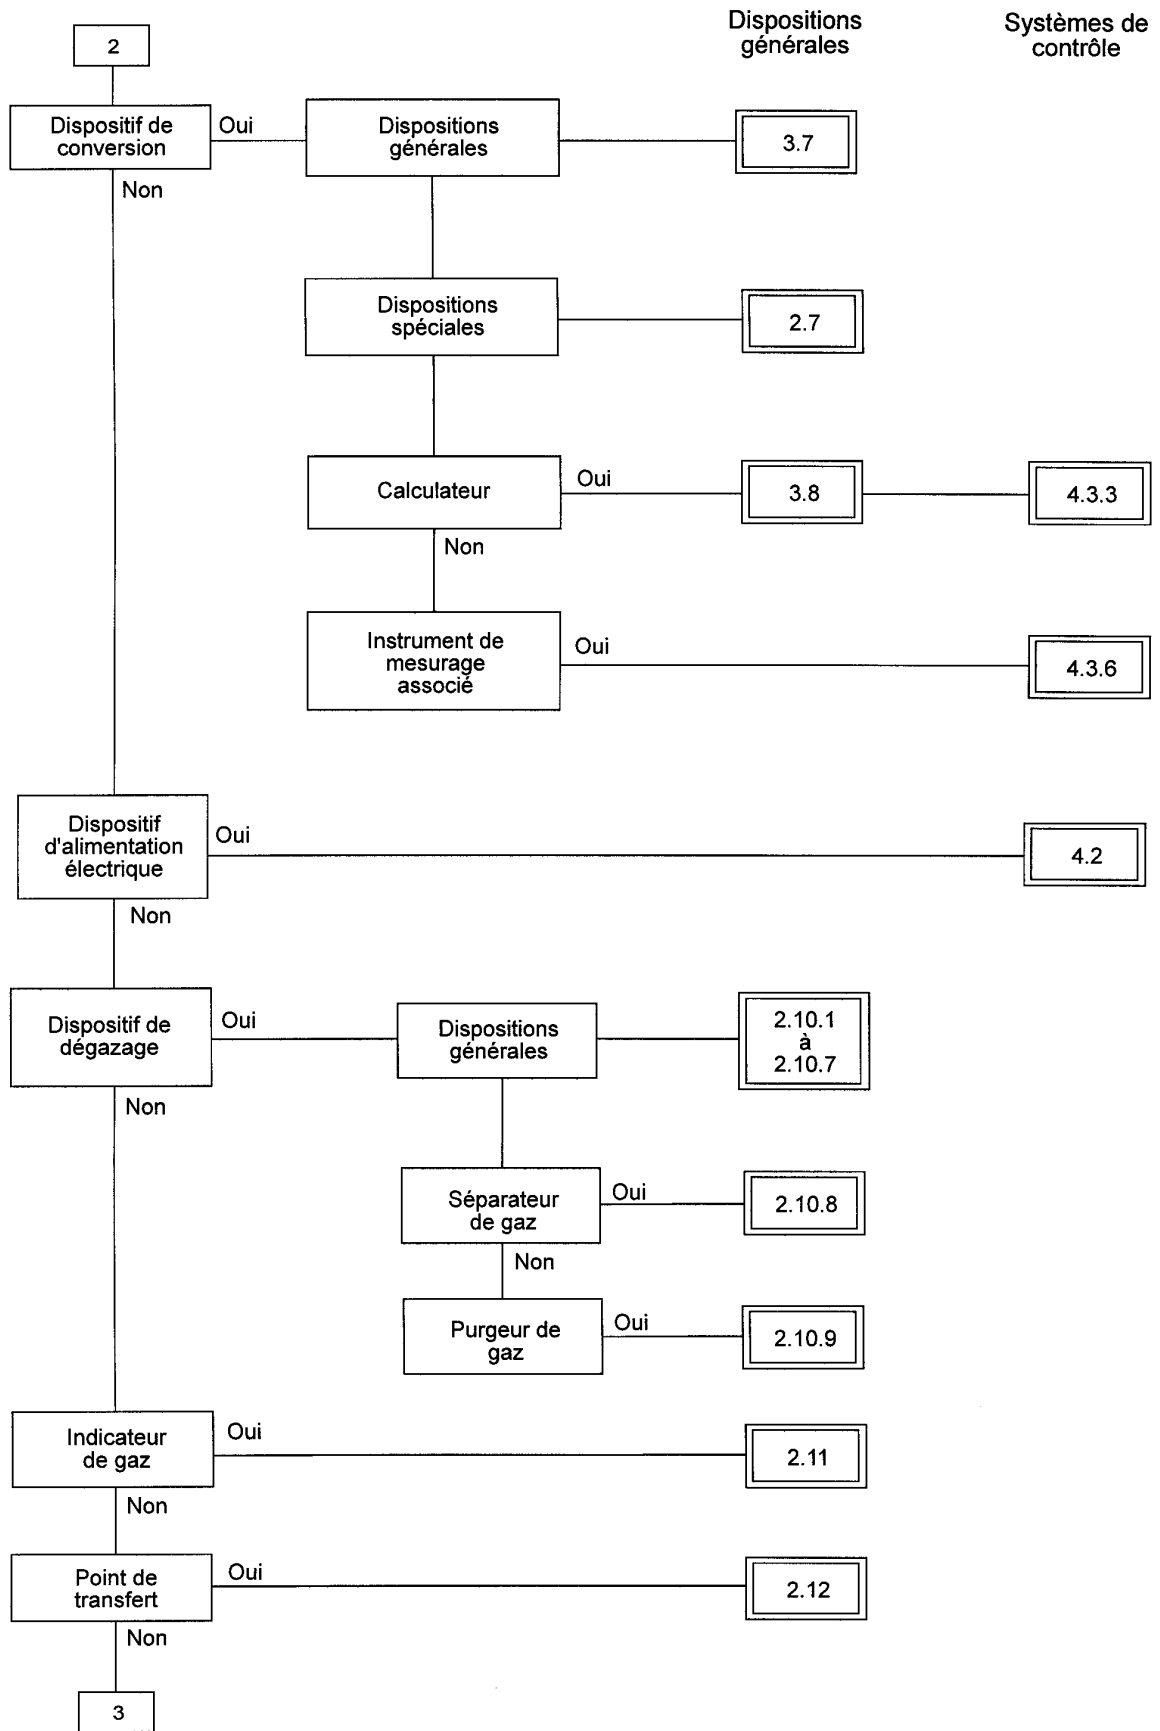 Dispositions
générales
Systèmes de
contrôle
2
Dispositif de
conversion
Oui
Dispositions
générales
3.7
Non
Dispositions
spéciales
2.7
Calculateur
Oui
3.8
4.3.3
Non
Instrument de
mesurage
associé
Oui
4.3.6
Dispositif
d'alimentation
électrique
Oui
4.2
Non
Dispositif de
dégazage
Oui
Dispositions
générales
2.10.1
à
2.10.7
Non
Séparateur
de gaz
Oui
2.10.8
Non
Purgeur de
gaz
Oui
2.10.9
Indicateur
de gaz
Oui
2.11
Non
Point de
transfert
Oui
2.12
Non
3